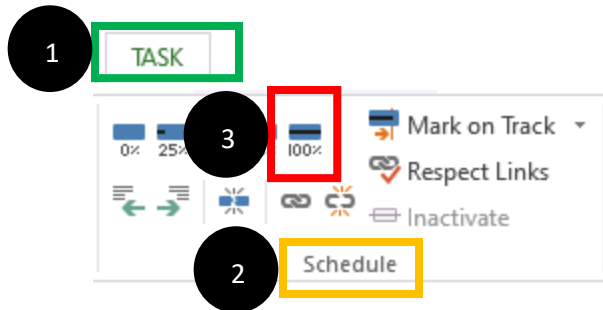 1
TASK
3
0% 25% 100%
Mark on Track
Respect Links
Inactivate
2
Schedule